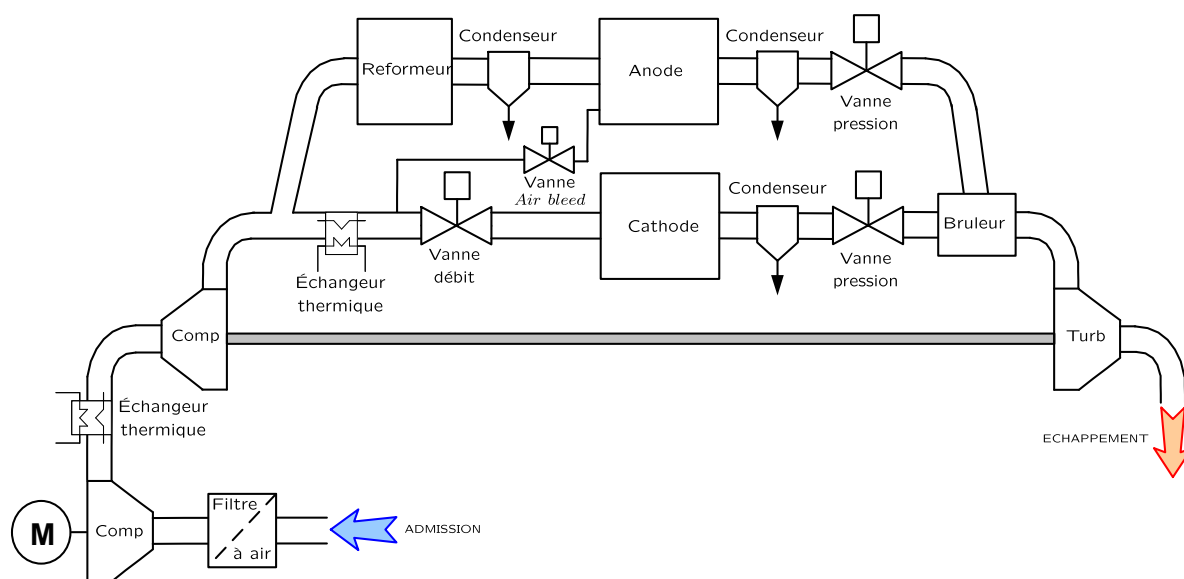 Condenseur
Condenseur
Reformeur
Anode
Vanne
pression
Vanne
Air bleed
Condenseur
Cathode
Bruleur
Vanne
débit
Vanne
pression
Échangeur
thermique
Comp
Turb
Échangeur
thermique
ECHAPPEMENT
Filtre
à air
M
Comp
ADMISSION